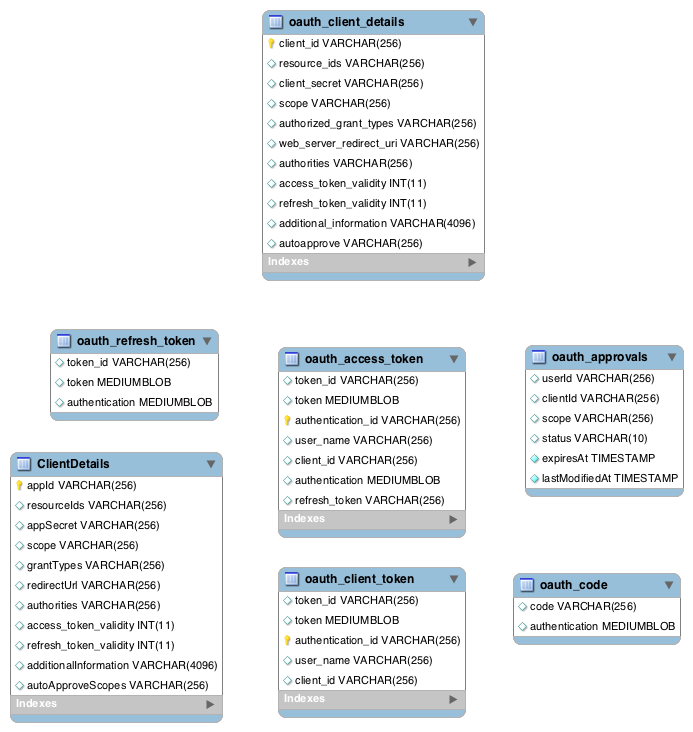 oauth_client_details
client_id VARCHAR(256)
resource_ids VARCHAR(256)
client_secret VARCHAR(256)
scope VARCHAR(256)
authorized_grant_types VARCHAR(256)
web_server_redirect_uri VARCHAR(256)
authorities VARCHAR(256)
access_token_validity INT(11)
refresh_token_validity INT(11)
additional_information VARCHAR(4096)
autoapprove VARCHAR(256)
Indexes
oauth_refresh_token
token_id VARCHAR(256)
token MEDIUMBLOB
authentication MEDIUMBLOB
oauth_access_token
token_id VARCHAR(256)
token MEDIUMBLOB
authentication_id VARCHAR(256)
user_name VARCHAR(256)
client_id VARCHAR(256)
authentication MEDIUMBLOB
refresh_token VARCHAR(256)
Indexes
oauth_approvals
userId VARCHAR(256)
clientId VARCHAR(256)
scope VARCHAR(256)
status VARCHAR(10)
expiresAt TIMESTAMP
lastModifiedAt TIMESTAMP
ClientDetails
appId VARCHAR(256)
resourceIds VARCHAR(256)
appSecret VARCHAR(256)
scope VARCHAR(256)
grantTypes VARCHAR(256)
redirectUrl VARCHAR(256)
authorities VARCHAR(256)
access_token_validity INT(11)
refresh_token_validity INT(11)
additionalInformation VARCHAR(4096)
autoApproveScopes VARCHAR(256)
Indexes
oauth_client_token
token_id VARCHAR(256)
token MEDIUMBLOB
authentication_id VARCHAR(256)
user_name VARCHAR(256)
client_id VARCHAR(256)
Indexes
oauth_code
code VARCHAR(256)
authentication MEDIUMBLOB